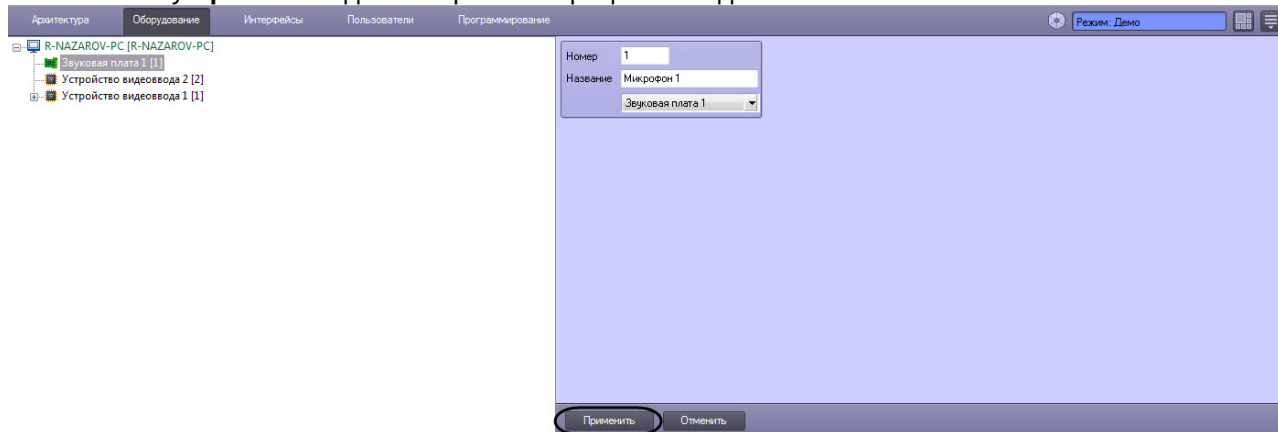 Архитектура Оборудование Интерфейсы Пользователи Программирование Режим: Демо
R-NAZAROV-PC [R-NAZAROV-PC]
Звуковая плата 1 [1]
Устройство видеоввода 2 [2]
Устройство видеоввода 1 [1]
Номер 1
Название Микрофон 1
Звуковая плата 1
Применить Отменить